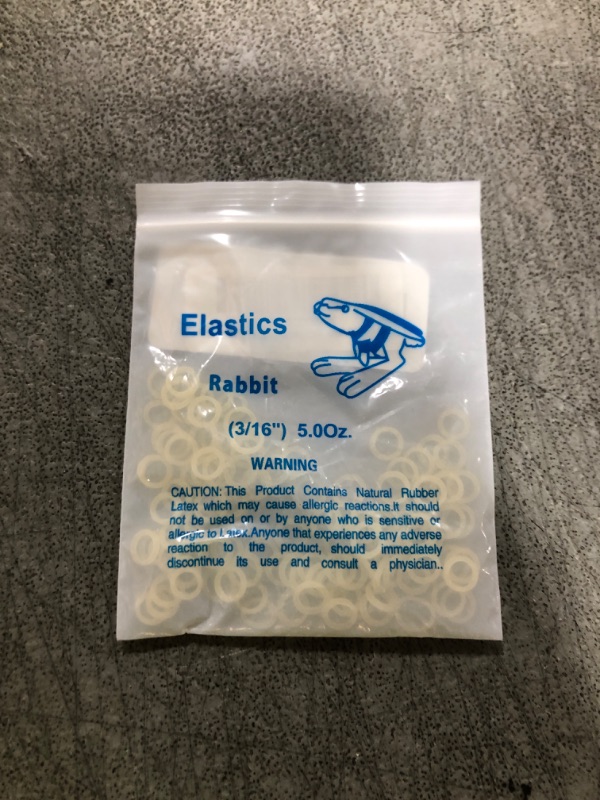 Elastics
Rabbit
(3/16") 5.0Oz.
WARNING
CAUTION: This Product Contains Natural Rubber
Latex which may cause allergic reactions.It should
not be used on or by anyone who is sensitive or
allergic to Latex.Anyone that experiences any adverse
reaction to the product, should immediately
discontinue its use and consult a physician..